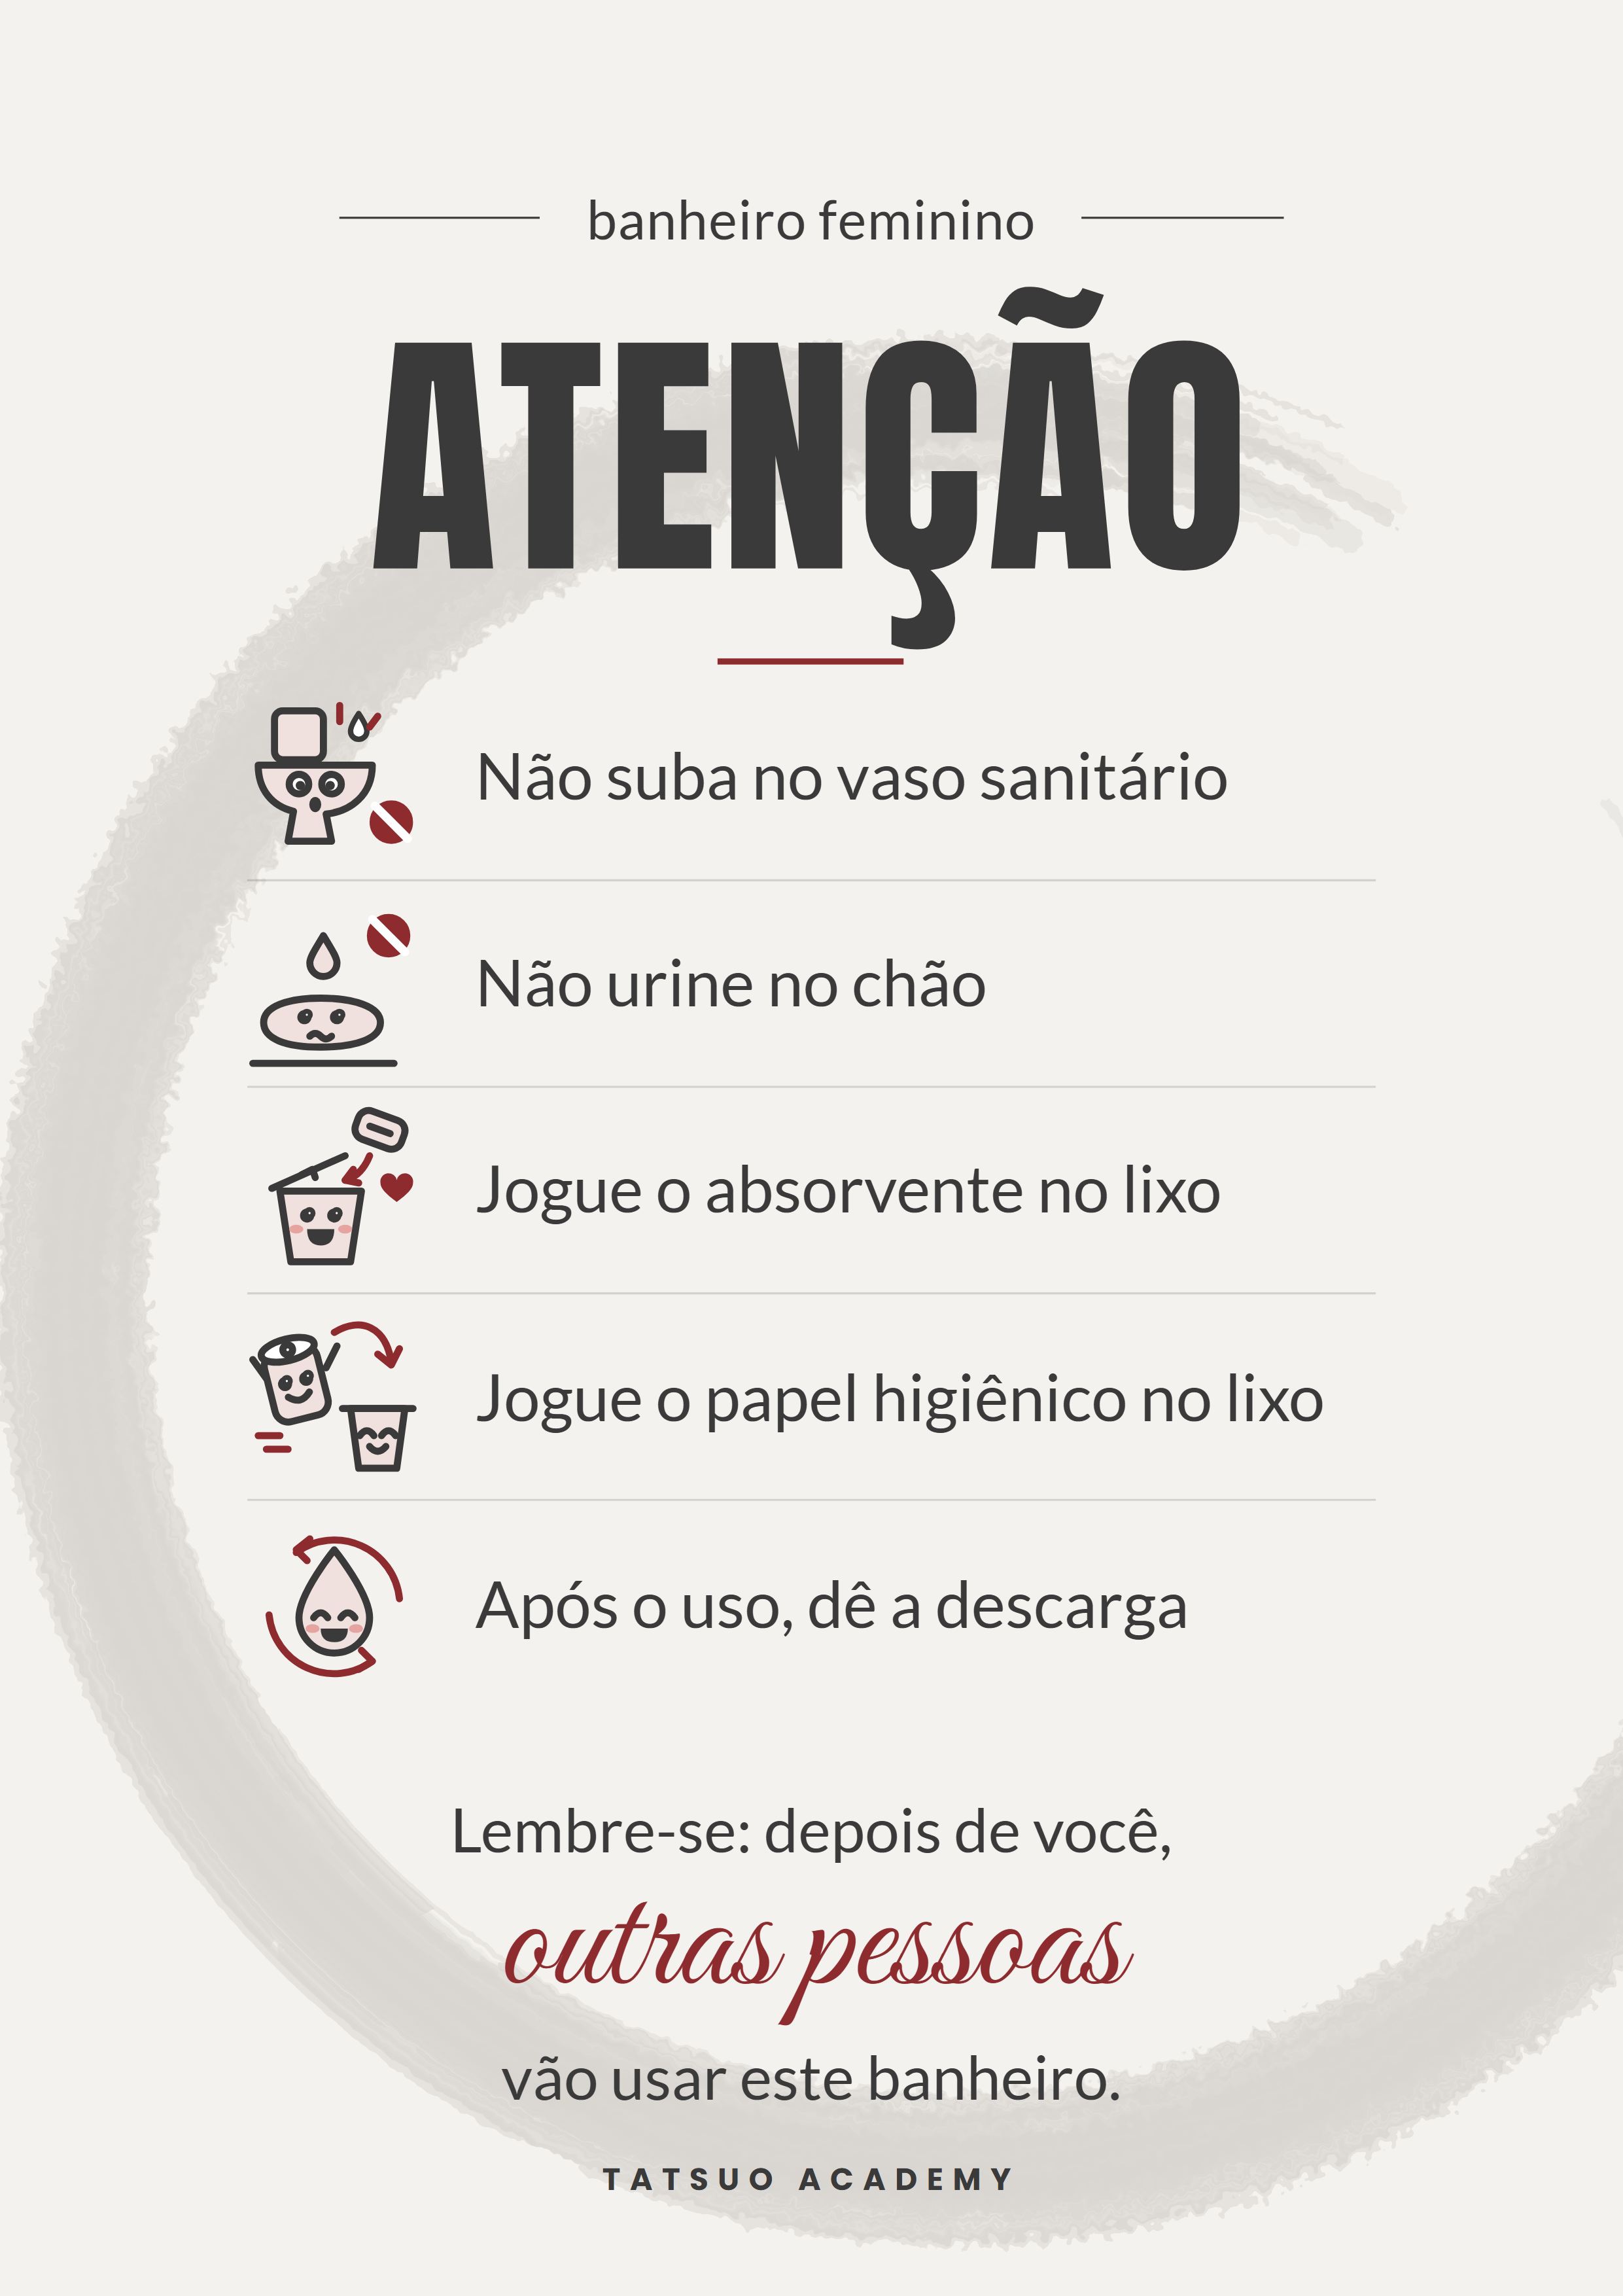 banheiro feminino
ATENÇÃO
Não suba no vaso sanitário
Não urine no chão
Jogue o absorvente no lixo
Jogue o papel higiênico no lixo
Após o uso, dê a descarga
Lembre-se: depois de você,
outras pessoas
vão usar este banheiro.
TATSUO ACADEMY